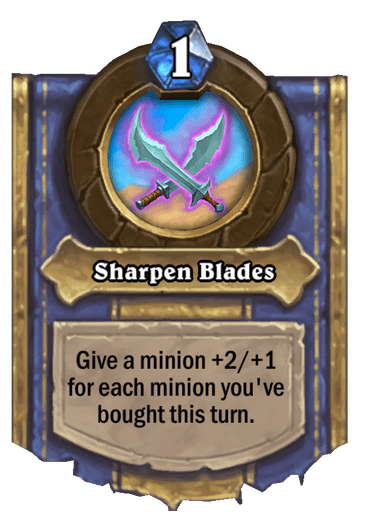 1
Sharpen Blades
Give a minion +2/+1
for each minion you've
bought this turn.